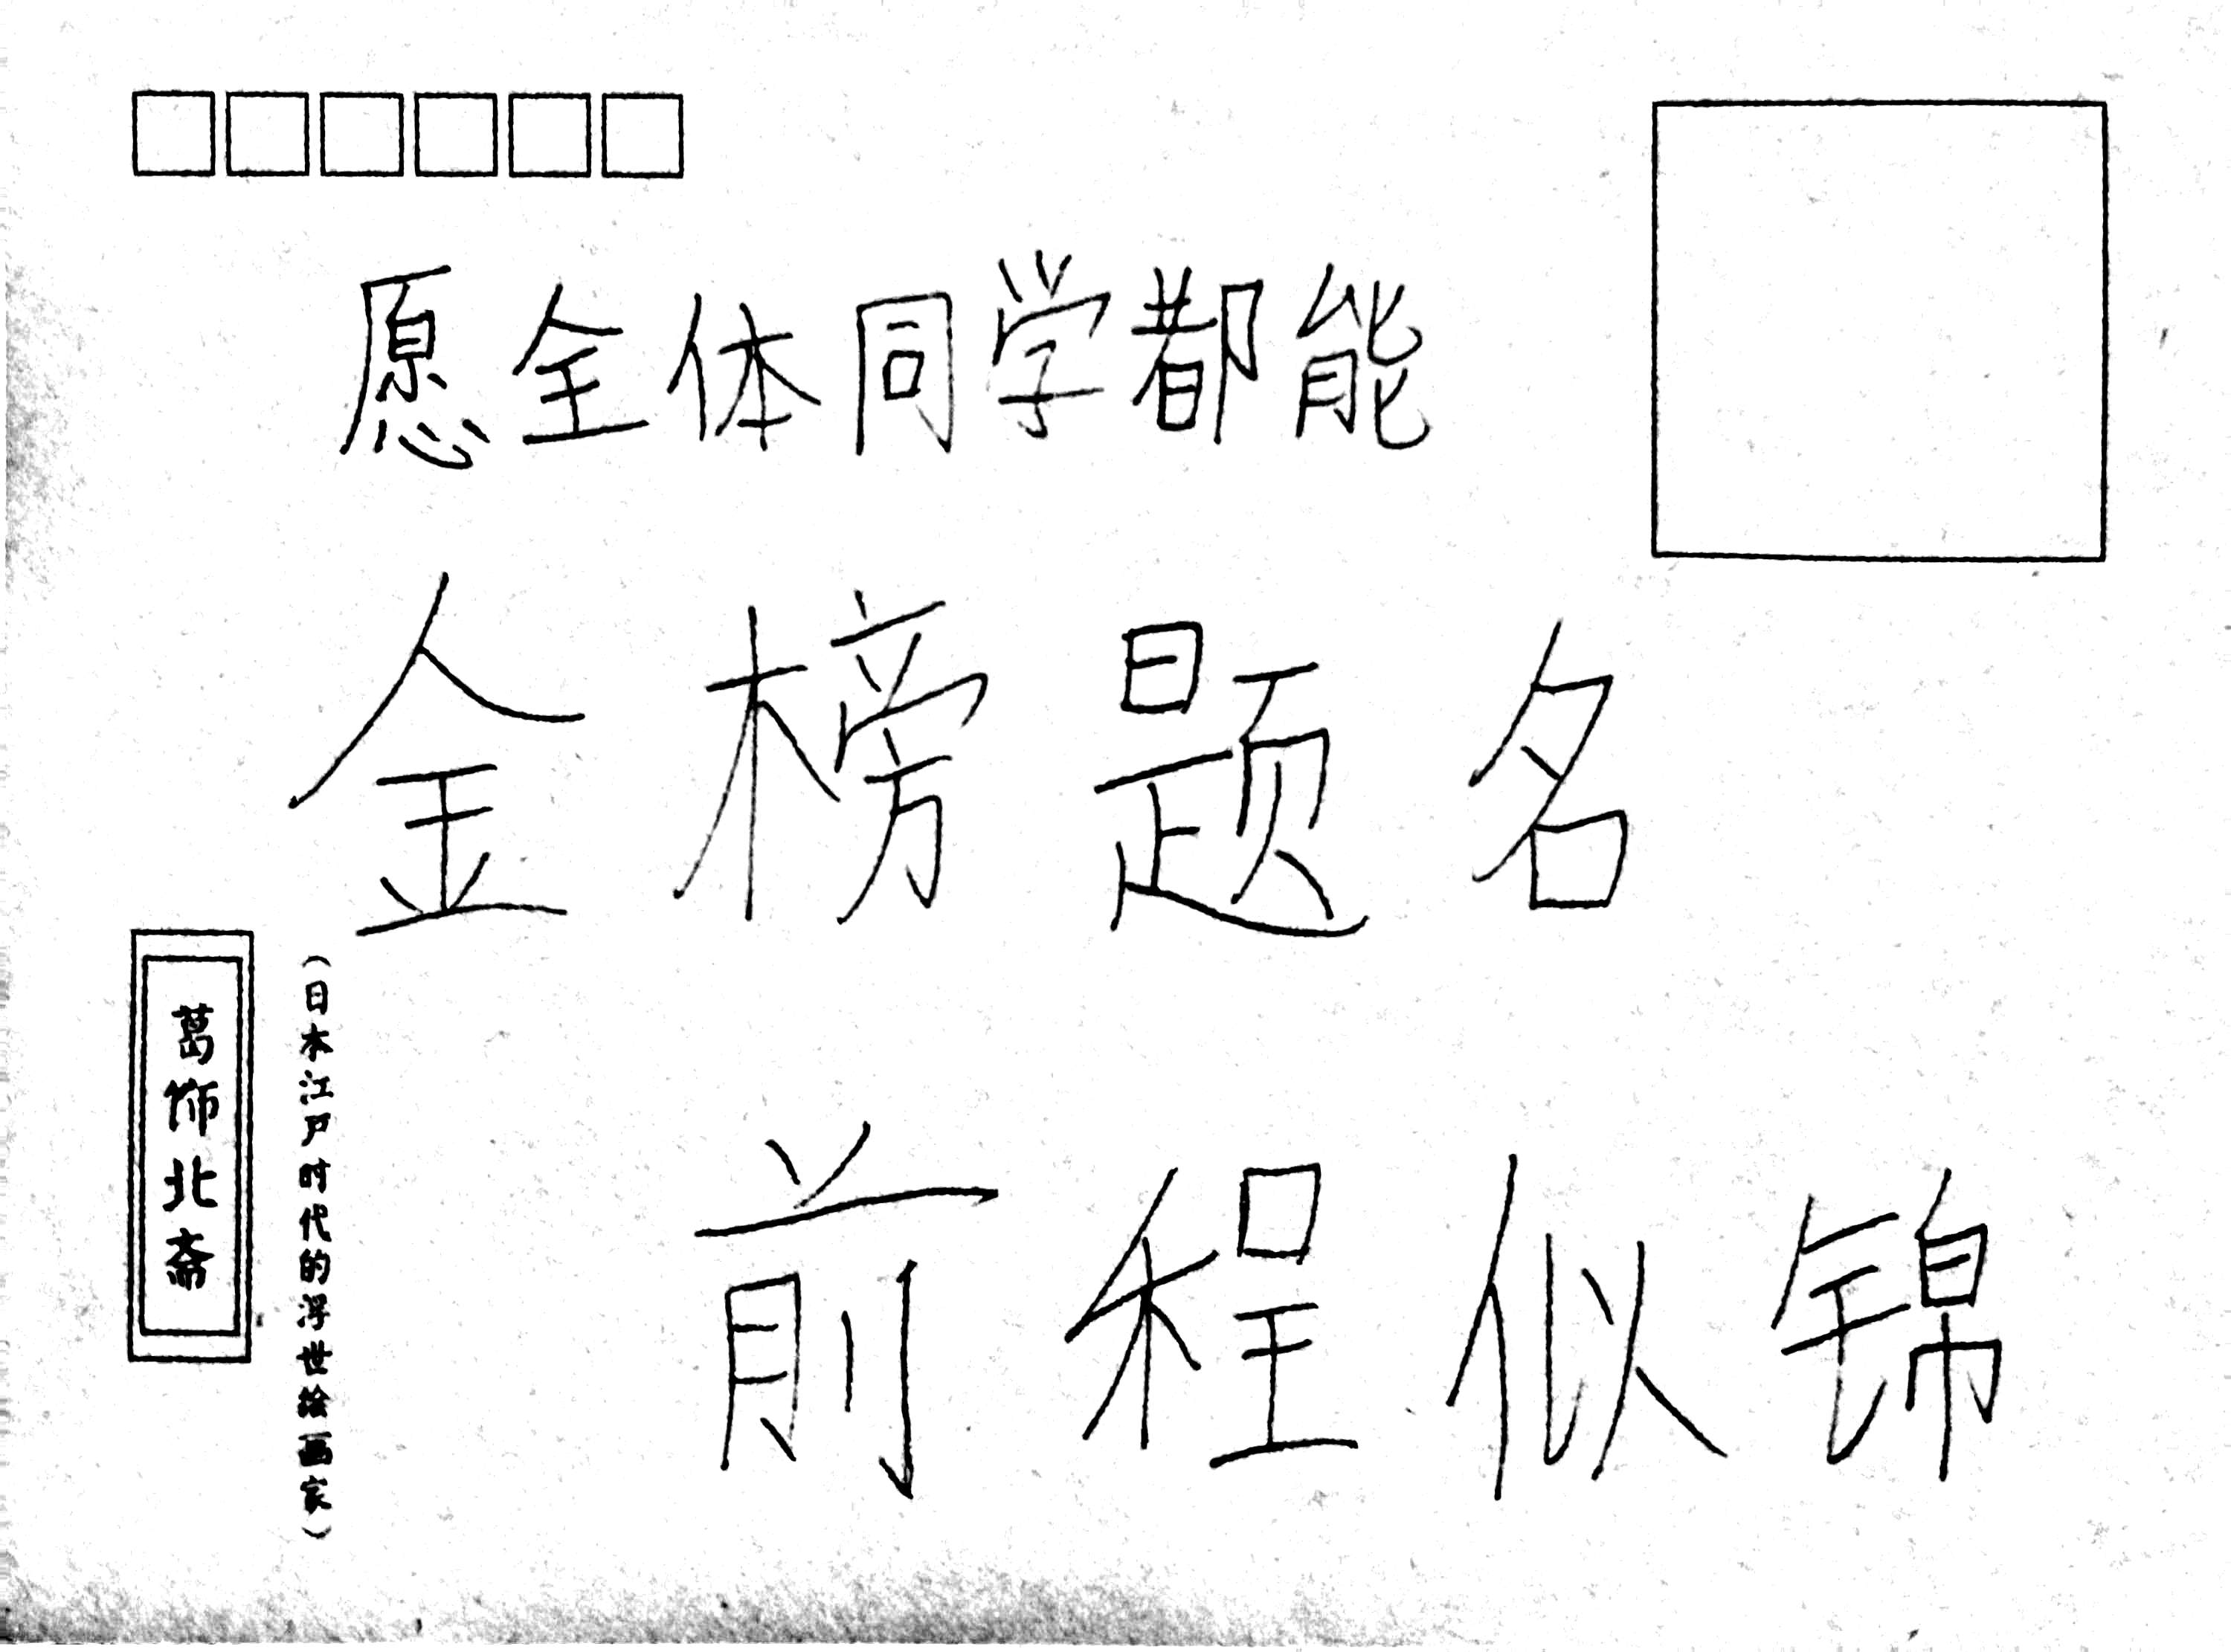 愿全体同学都能
金榜题名
前程似锦
葛饰北斋
（日本江户时代的浮世绘画家）